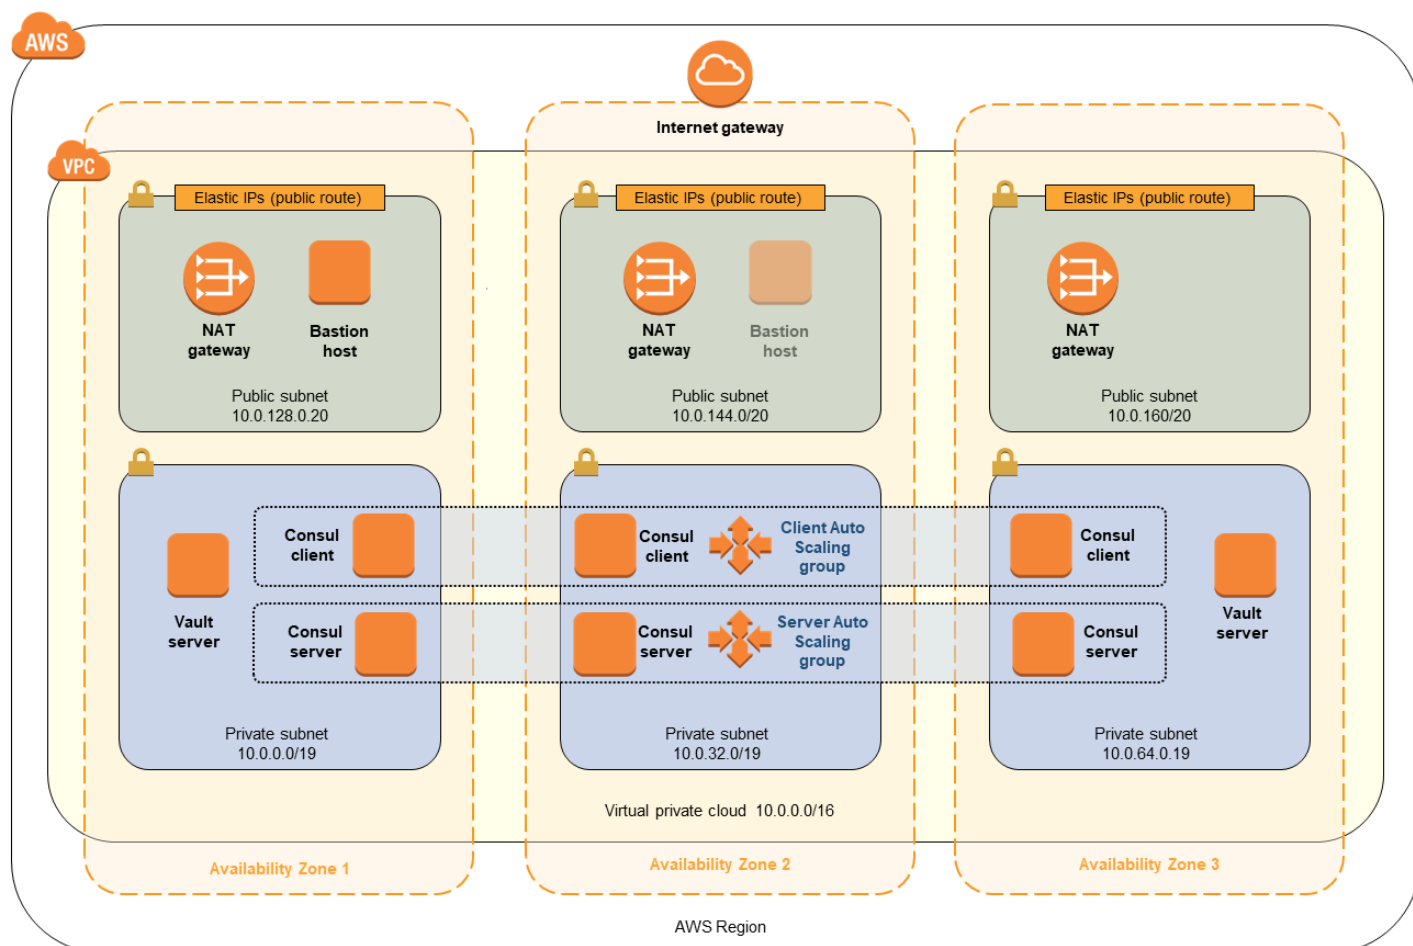 AWS
Internet gateway
VPC
Elastic IPs (public route)
NAT
gateway
Bastion
host
Public subnet
10.0.128.0.20
Elastic IPs (public route)
NAT
gateway
Bastion
host
Public subnet
10.0.144.0/20
Elastic IPs (public route)
NAT
gateway
Public subnet
10.0.160/20
Vault
server
Consul
client
Consul
server
Private subnet
10.0.0.0/19
Consul
client
Client Auto
Scaling
group
Consul
server
Server Auto
Scaling
group
Private subnet
10.0.32.0/19
Consul
client
Consul
server
Vault
server
Private subnet
10.0.64.0.19
Virtual private cloud 10.0.0.0/16
Availability Zone 1
Availability Zone 2
Availability Zone 3
AWS Region